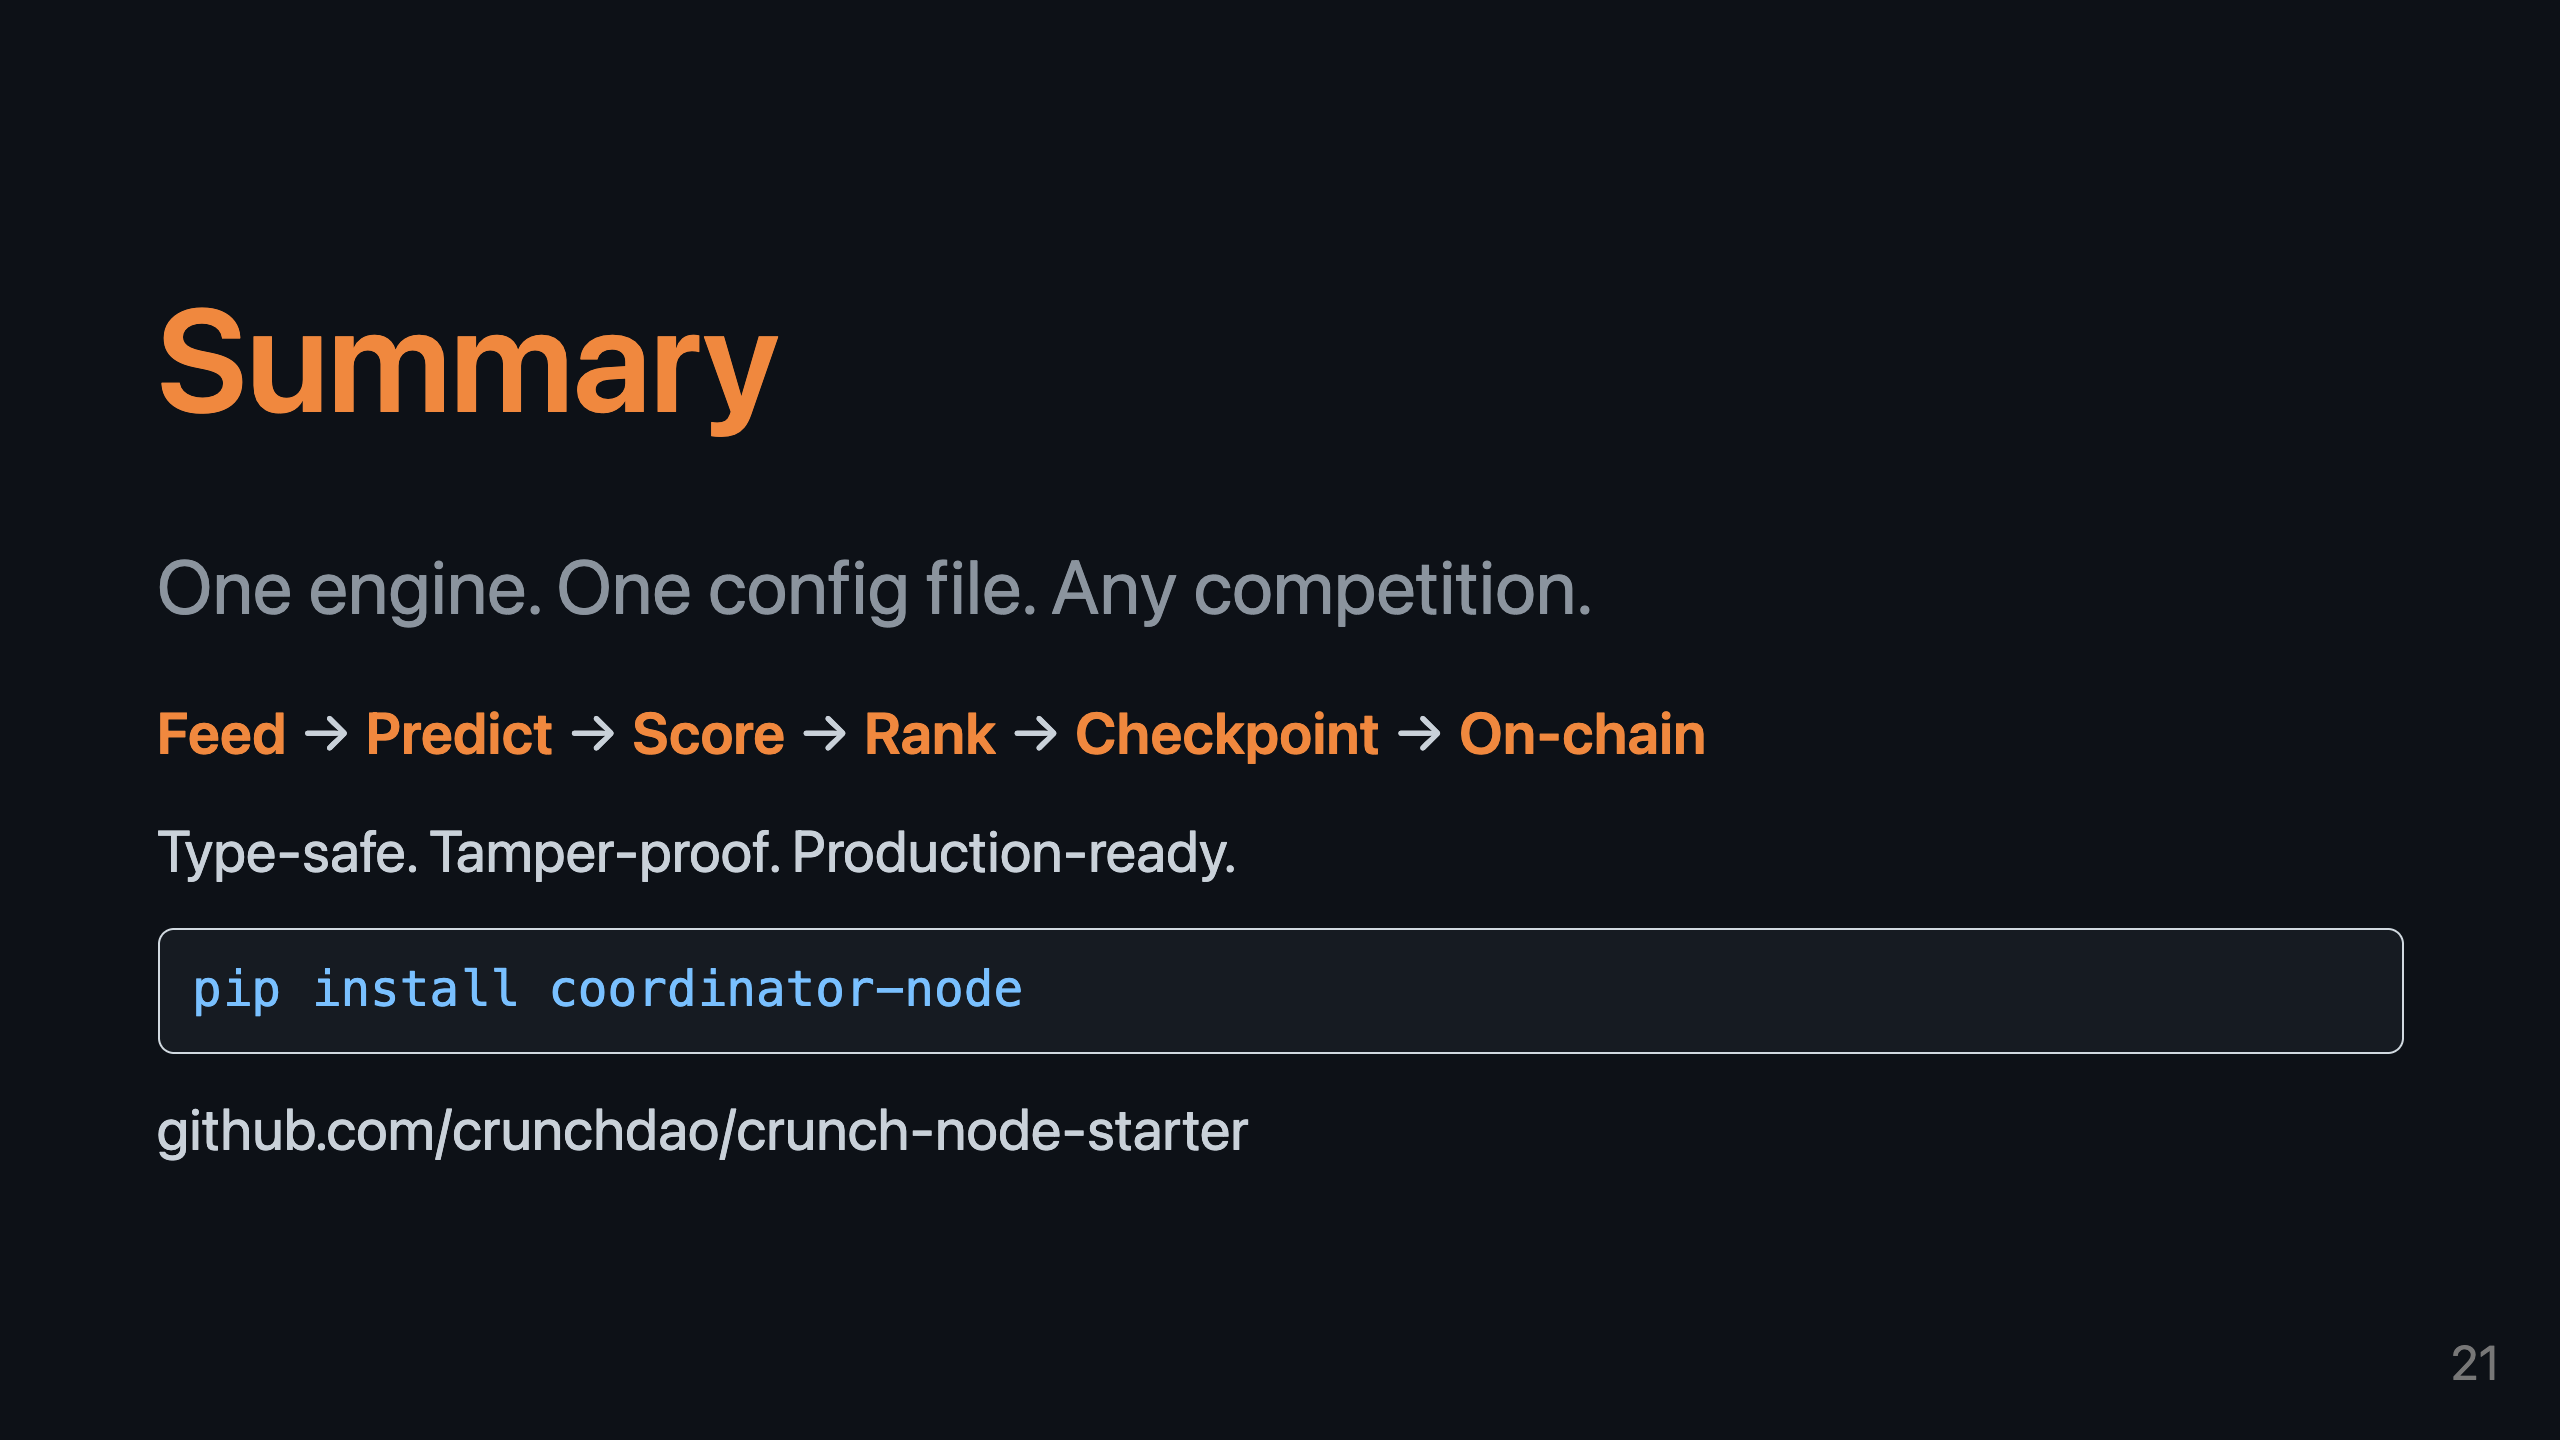 Summary
One engine. One config file. Any competition.
Feed → Predict → Score → Rank → Checkpoint → On-chain
Type-safe. Tamper-proof. Production-ready.
pip install coordinator-node
github.com/crunchdao/crunch-node-starter
21